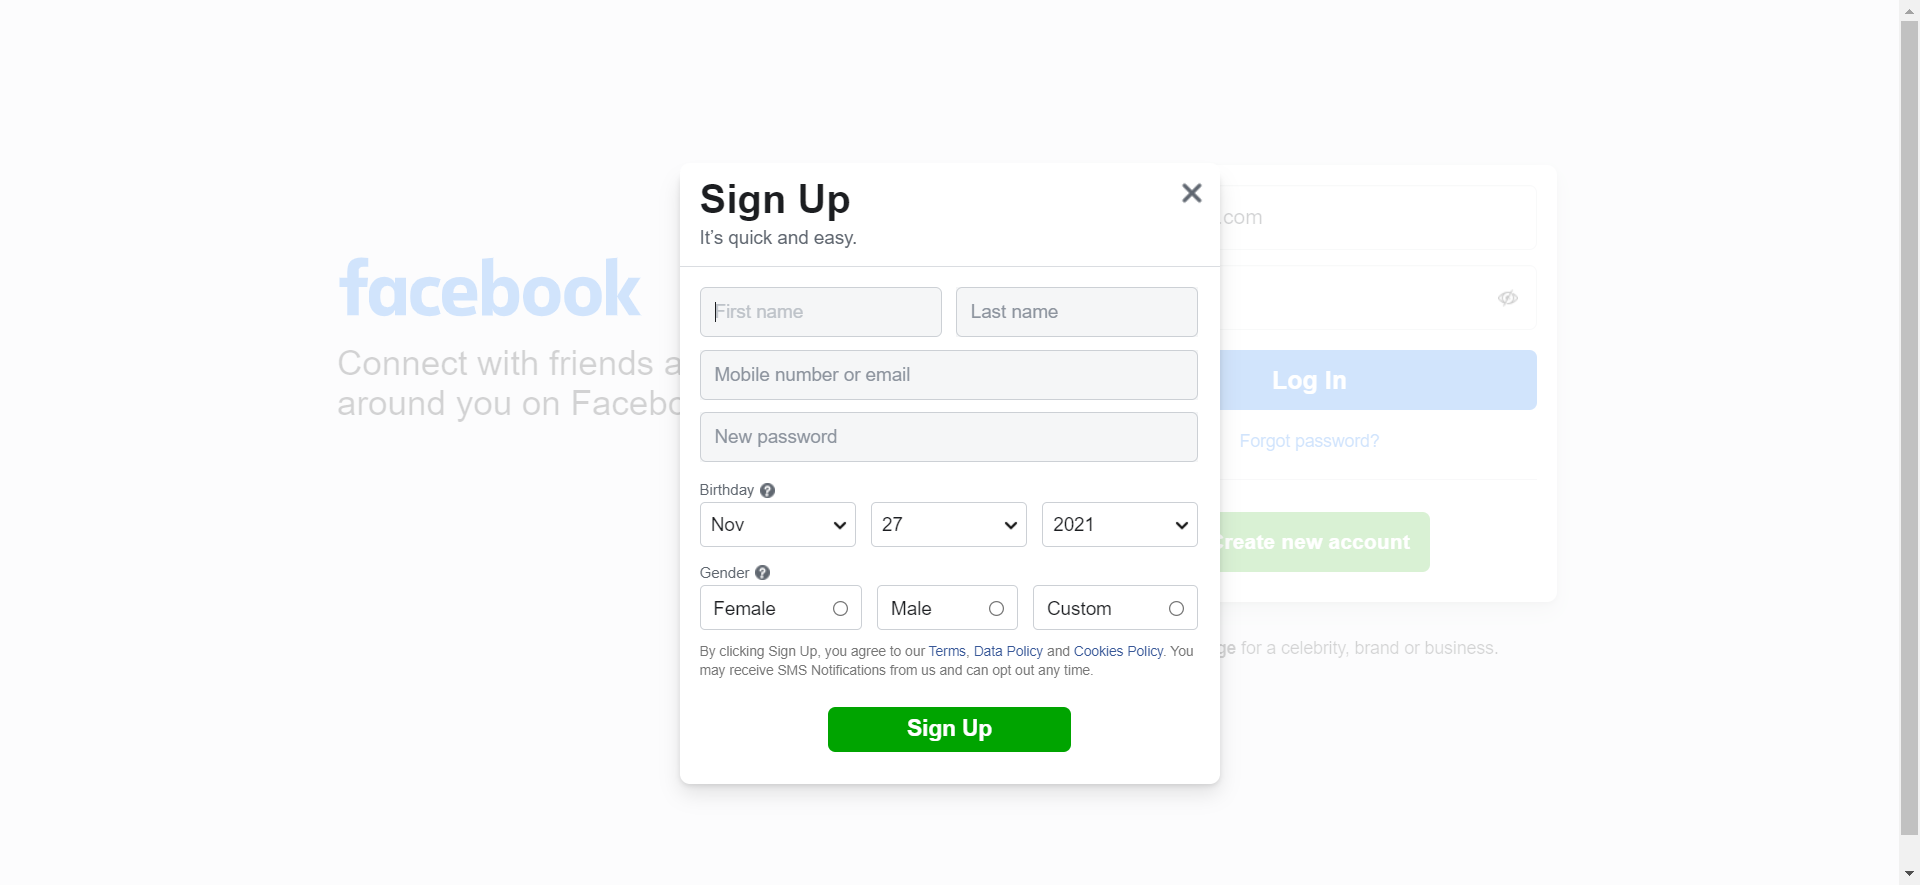 Sign Up
It's quick and easy.
facebook
Connect with friends a
around you on Facebo
First name
Last name
Mobile number or email
New password
Birthday ?
Nov
27
2021
Gender ?
Female
Male
Custom
By clicking Sign Up, you agree to our Terms, Data Policy and Cookies Policy. You
may receive SMS Notifications from us and can opt out any time.
Sign Up
.com
Log In
Forgot password?
Create new account
ge for a celebrity, brand or business.